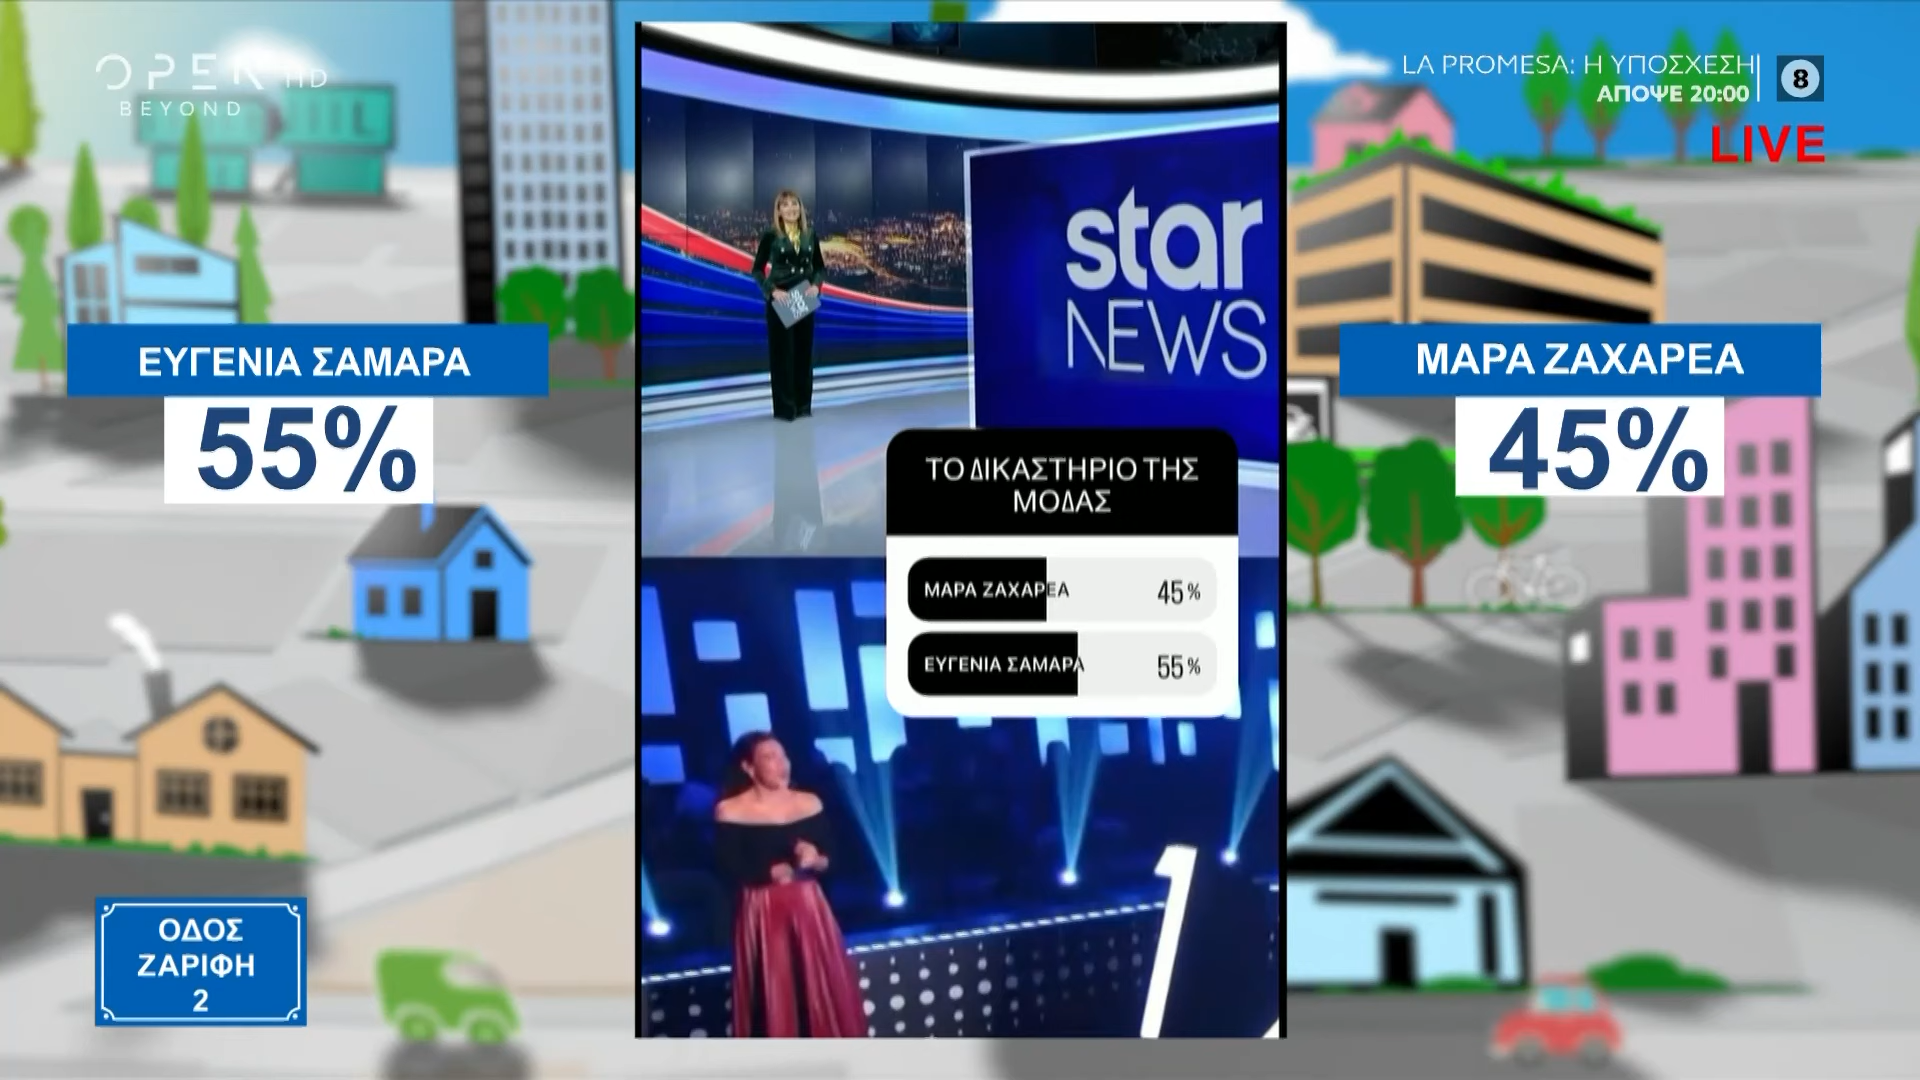 OPEN HD
BEYOND
LA PROMESA: Η ΥΠΟΣΧΕΣΗ
ΑΠΟΨΕ 20:00
8
LIVE
star
NEWS
ΕΥΓΕΝΙΑ ΣΑΜΑΡΑ
55%
ΜΑΡΑ ΖΑΧΑΡΕΑ
45%
ΤΟ ΔΙΚΑΣΤΗΡΙΟ ΤΗΣ
ΜΟΔΑΣ
ΜΑΡΑ ΖΑΧΑΡΕΑ 45%
ΕΥΓΕΝΙΑ ΣΑΜΑΡΑ 55%
ΟΔΟΣ
ΖΑΡΙΦΗ
2